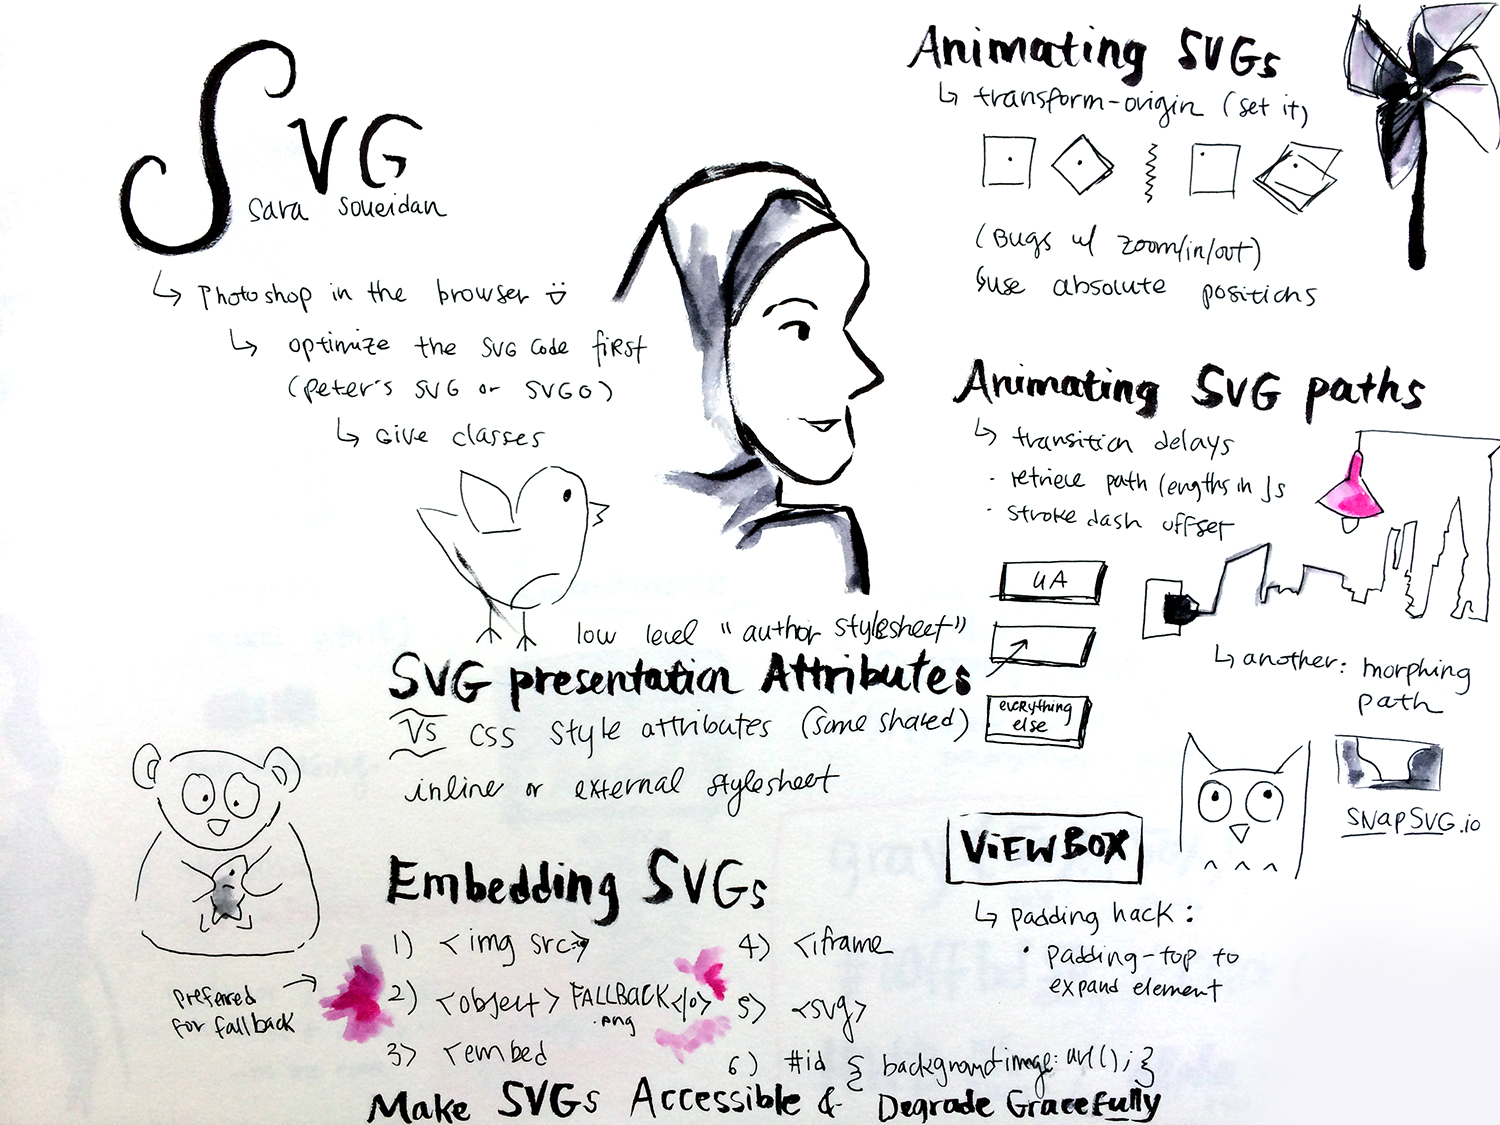 SVG
Sara Soueidan
↳ Photoshop in the browser
↳ optimize the SVG code first
(Peter's SVG or SVGO)
↳ Give classes
low level "author stylesheet"
SVG presentation Attributes
VS CSS style attributes (some shared)
inline or external stylesheet
UA
everything
else
Embedding SVGs
1) <img src>
2) <object> FALLBACK </o>
.png
3) <embed
4) <iframe
5) <svg>
6) #id { background-image: url(); }
preferred
for fallback
Make SVGs Accessible & Degrade Gracefully
Animating SVGs
↳ transform-origin (set it)
(Bugs w/ zoom/in/out)
↳ use absolute positions
Animating SVG paths
↳ transition delays
· retrieve path lengths in Js
· stroke dash offset
↳ another: morphing
path
SNAPSVG.io
ViEWBOX
↳ padding hack:
· padding-top to
expand element